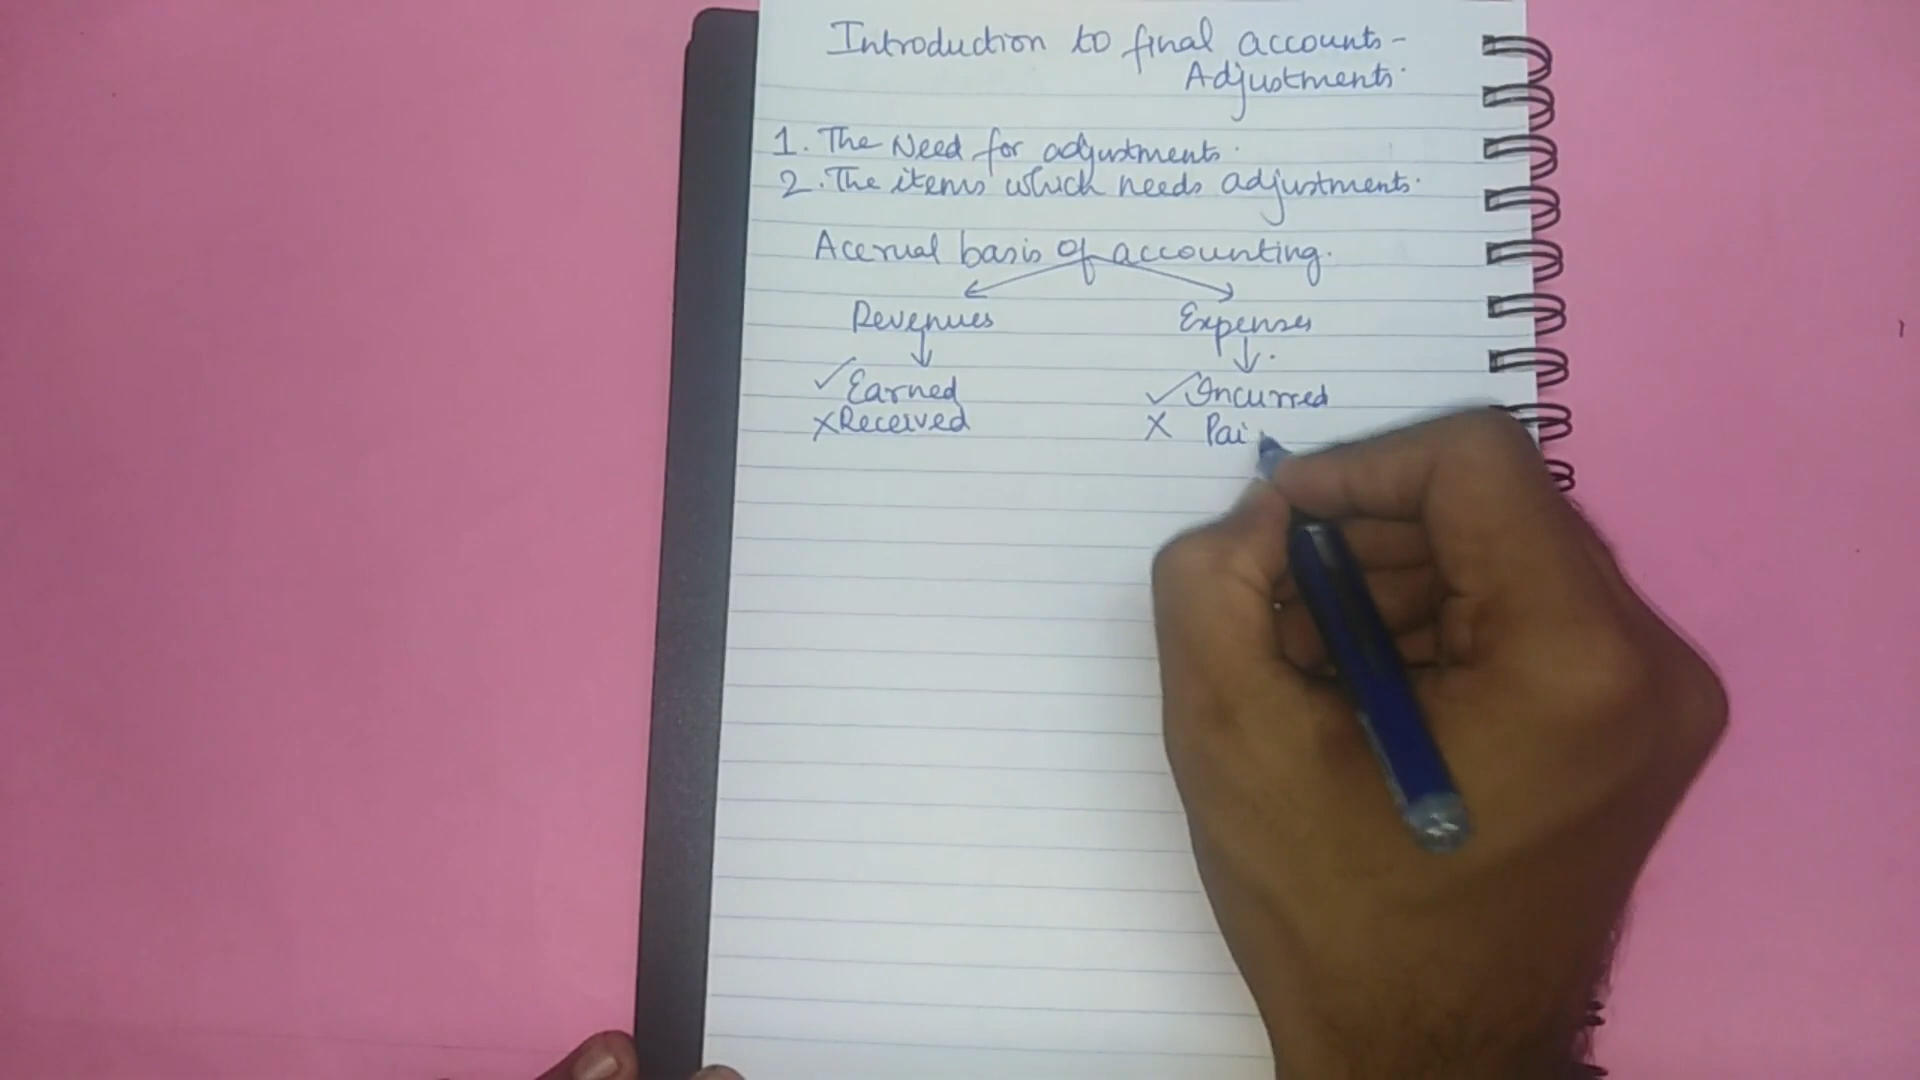 Introduction to final accounts -
Adjustments.
1. The Need for adjustments.
2. The items which needs adjustments.
Accrual basis of accounting.
Revenues Expenses
✓ Earned ✓ Incurred
X Received X Pai